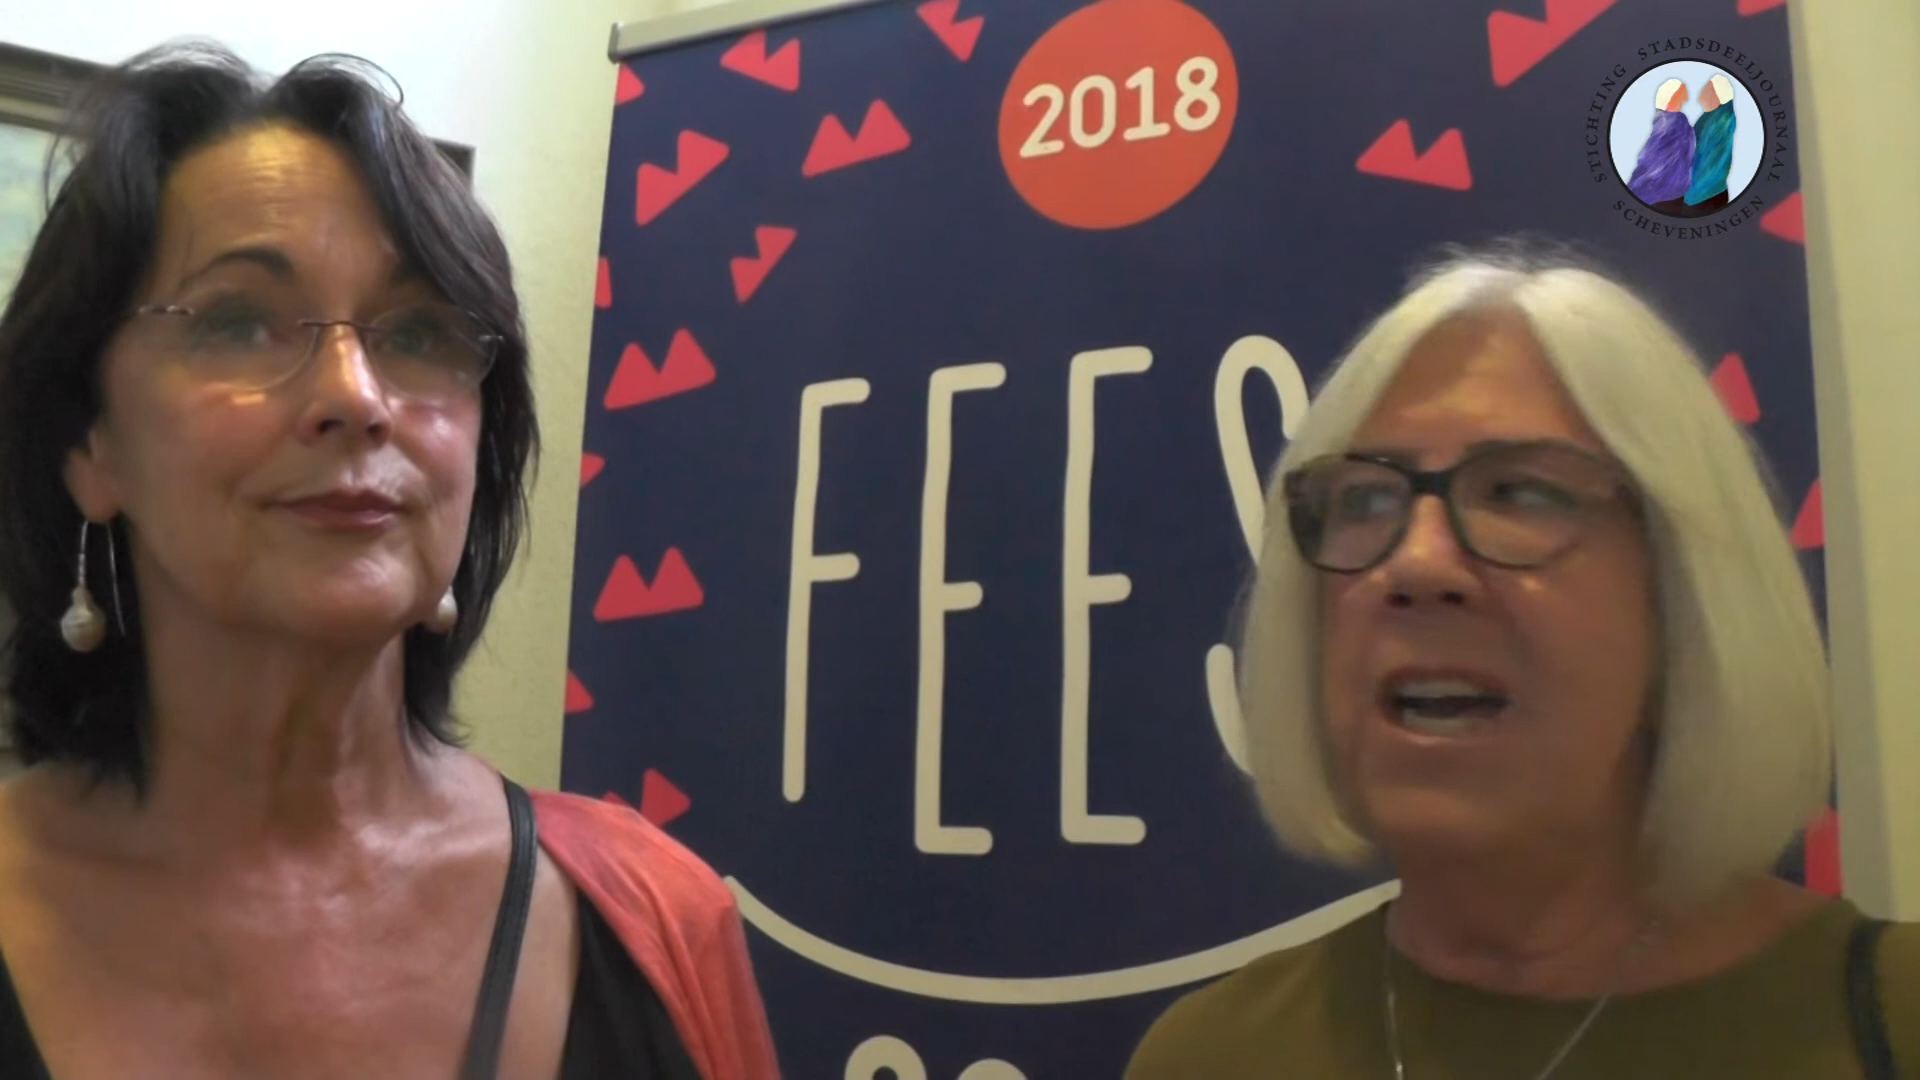 2018
FEES
STICHTING STADSDEELJOURNAAL
SCHEVENINGEN